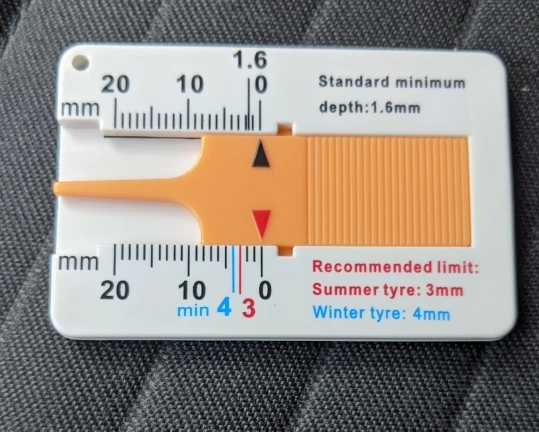 1.6
20 10 0
mm
Standard minimum
depth:1.6mm
mm
20 10 0
min 4 3
Recommended limit:
Summer tyre: 3mm
Winter tyre: 4mm